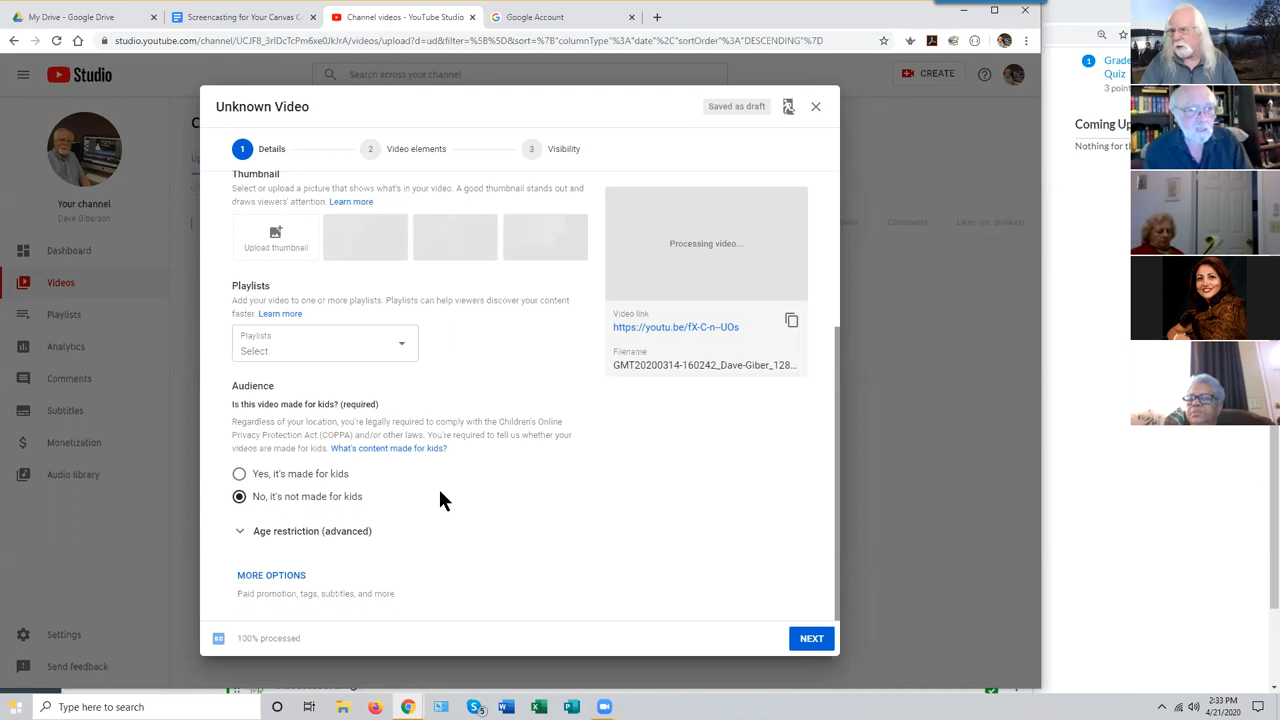 My Drive - Google Drive
Screencasting for Your Canvas
Channel videos - YouTube Studio
Google Account
studio.youtube.com/channel/UCJF8_3rlDcTcPm6xe0JkJrA/videos/upload?d=ud&filter=%5B%5D&sort=%7B"columnType"%3A"date"%2C"sortOrder"%3A"DESCENDING"%7D
Studio
Search across your channel
CREATE
1
Grade
Quiz
3 point
Coming Up
Nothing for th
Your channel
Dave Giberson
Dashboard
Videos
Playlists
Analytics
Comments
Subtitles
Monetization
Audio library
Settings
Send feedback
Comments
Likes (vs. dislikes)
Unknown Video
Saved as draft
1 Details
2 Video elements
3 Visibility
Thumbnail
Select or upload a picture that shows what's in your video. A good thumbnail stands out and
draws viewers' attention. Learn more
Upload thumbnail
Playlists
Add your video to one or more playlists. Playlists can help viewers discover your content
faster. Learn more
Playlists
Select
Audience
Is this video made for kids? (required)
Regardless of your location, you're legally required to comply with the Children's Online
Privacy Protection Act (COPPA) and/or other laws. You're required to tell us whether your
videos are made for kids. What's content made for kids?
Yes, it's made for kids
No, it's not made for kids
Age restriction (advanced)
MORE OPTIONS
Paid promotion, tags, subtitles, and more
Processing video...
Video link
https://youtu.be/fX-C-n--UOs
Filename
GMT20200314-160242_Dave-Giber_128...
100% processed
NEXT
Type here to search
5
2:33 PM
4/21/2020